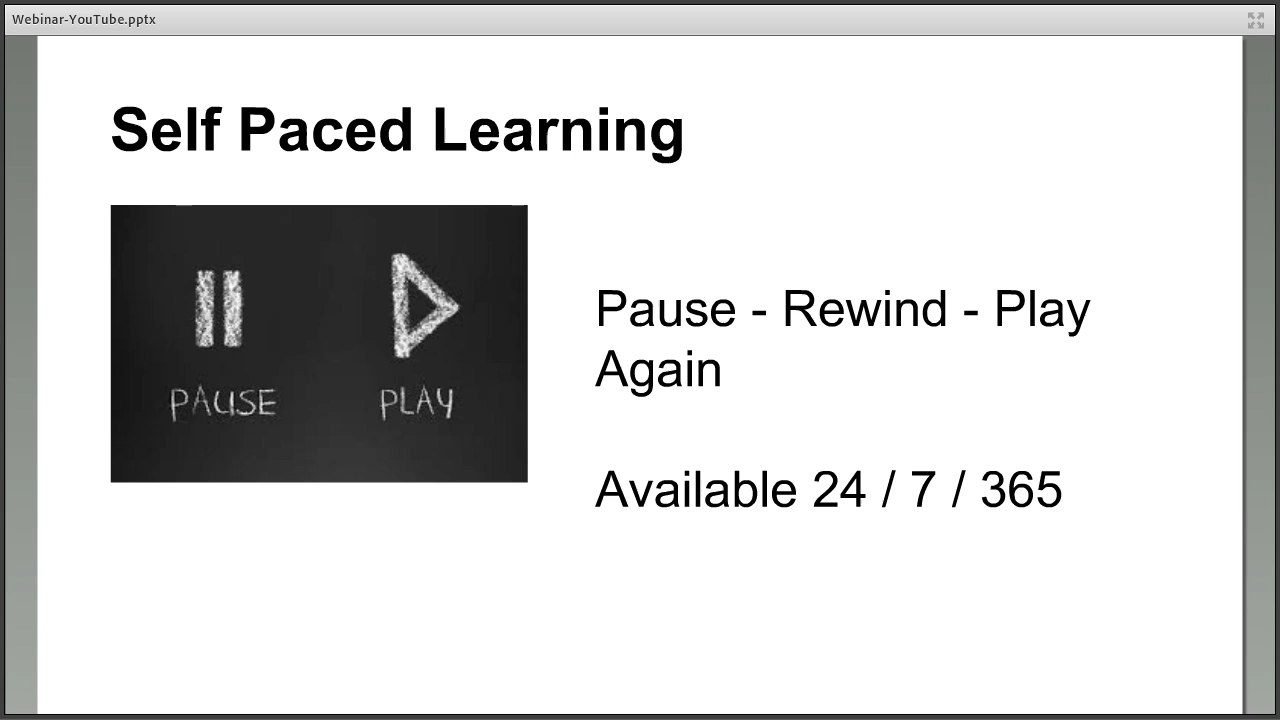 Webinar-YouTube.pptx
Self Paced Learning
PAUSE PLAY
Pause - Rewind - Play
Again
Available 24 / 7 / 365